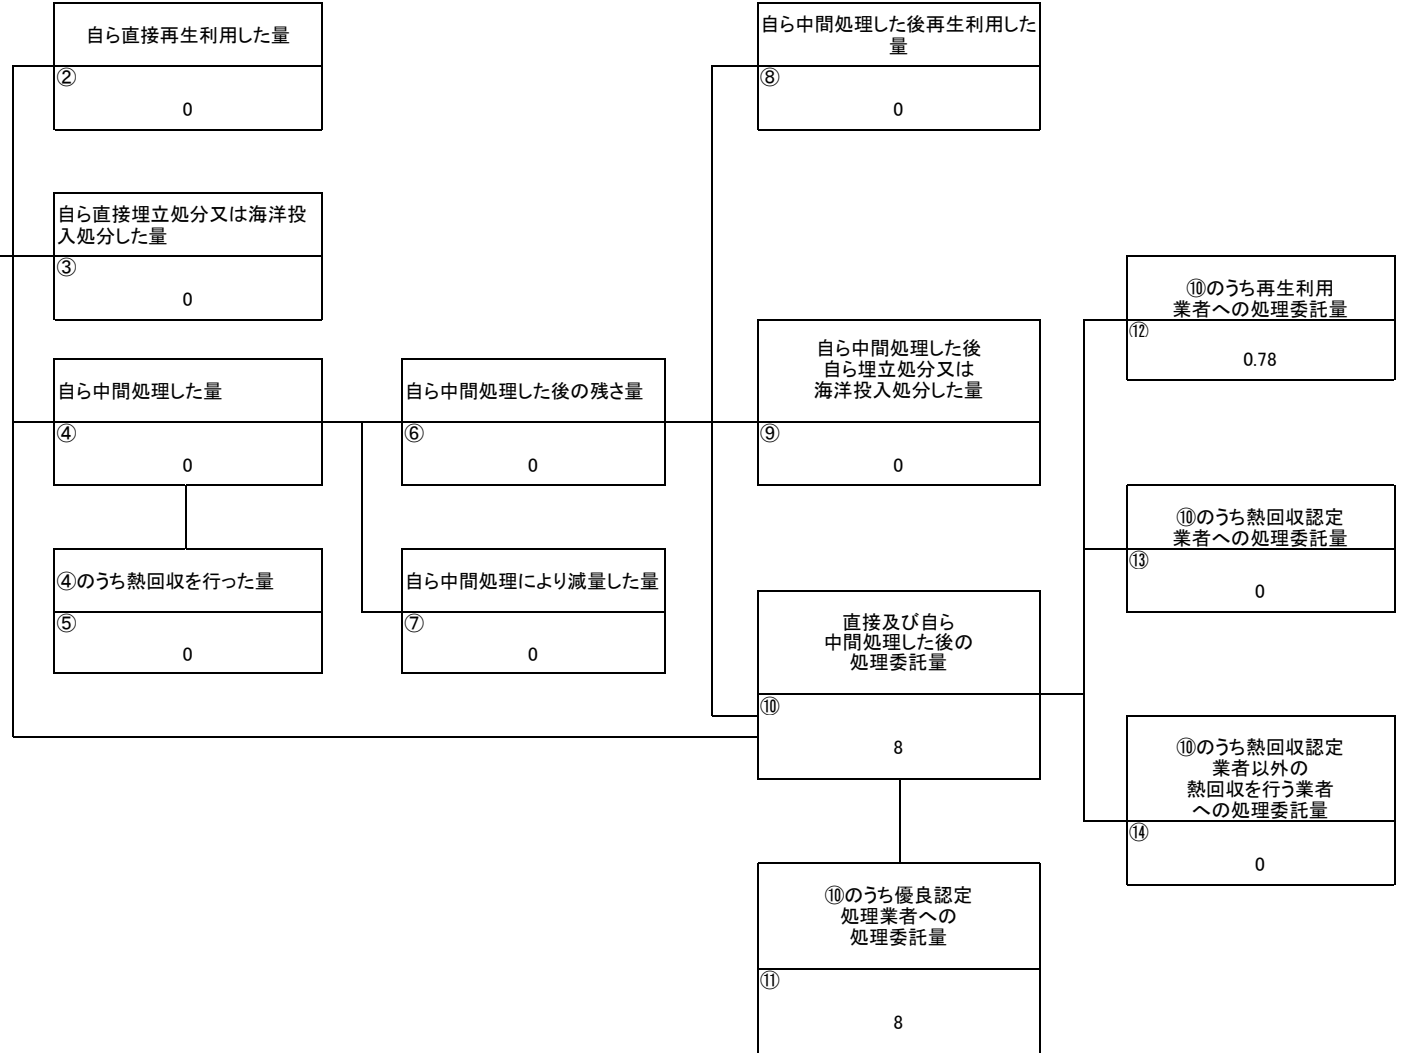 自ら直接再生利用した量
②
0
自ら直接埋立処分又は海洋投
入処分した量
③
0
自ら中間処理した量
④
0
④のうち熱回収を行った量
⑤
0
自ら中間処理した後の残さ量
⑥
0
自ら中間処理により減量した量
⑦
0
自ら中間処理した後再生利用した
量
⑧
0
自ら中間処理した後
自ら埋立処分又は
海洋投入処分した量
⑨
0
直接及び自ら
中間処理した後の
処理委託量
⑩
8
⑩のうち優良認定
処理業者への
処理委託量
⑪
8
⑩のうち再生利用
業者への処理委託量
⑫
0.78
⑩のうち熱回収認定
業者への処理委託量
⑬
0
⑩のうち熱回収認定
業者以外の
熱回収を行う業者
への処理委託量
⑭
0